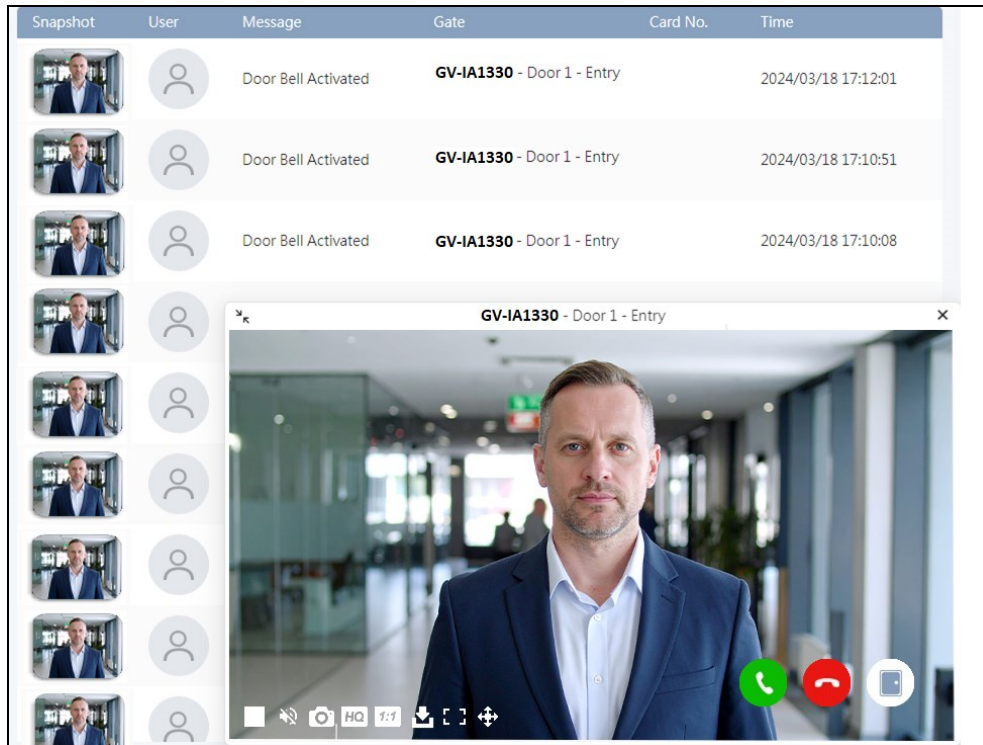 Snapshot User Message Gate Card No. Time
Door Bell Activated GV-IA1330 - Door 1 - Entry 2024/03/18 17:12:01
Door Bell Activated GV-IA1330 - Door 1 - Entry 2024/03/18 17:10:51
Door Bell Activated GV-IA1330 - Door 1 - Entry 2024/03/18 17:10:08
GV-IA1330 - Door 1 - Entry
HQ 1:1